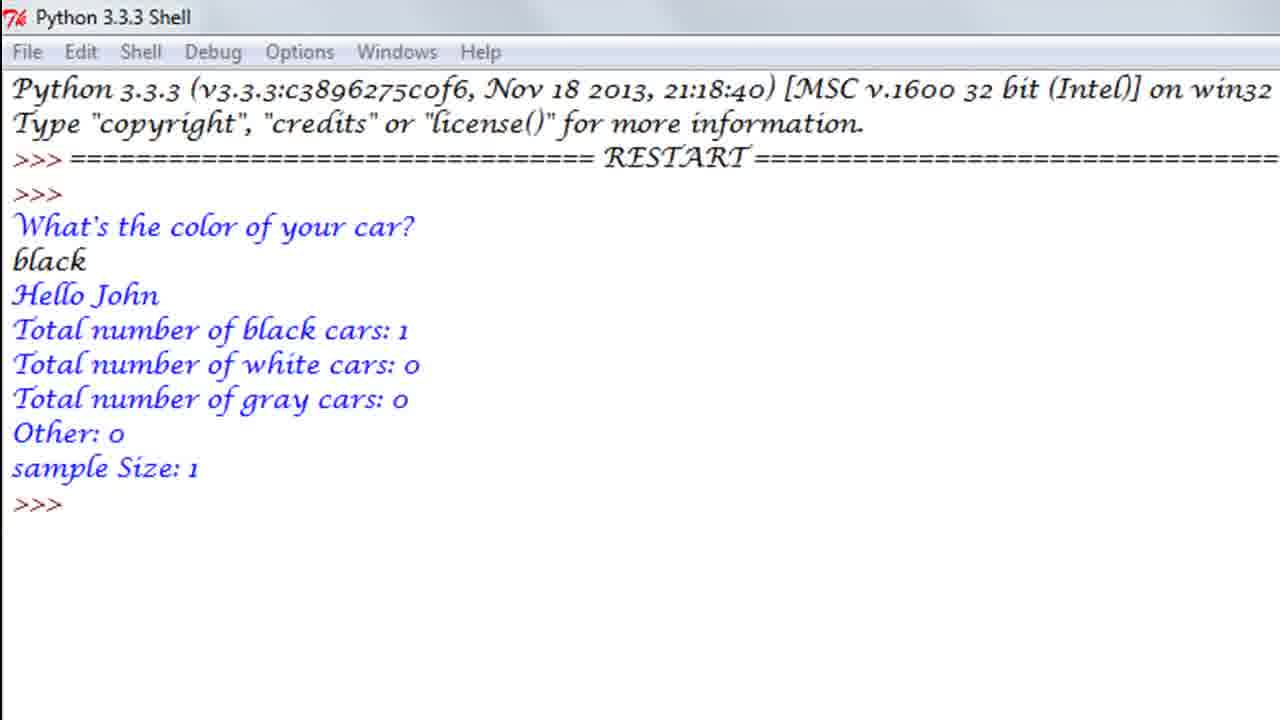 Python 3.3.3 Shell
File Edit Shell Debug Options Windows Help
Python 3.3.3 (v3.3.3:c3896275c0f6, Nov 18 2013, 21:18:40) [MSC v.1600 32 bit (Intel)] on win32
Type "copyright", "credits" or "license()" for more information.
>>> ================================ RESTART ================================
>>>
What's the color of your car?
black
Hello John
Total number of black cars: 1
Total number of white cars: 0
Total number of gray cars: 0
Other: 0
sample Size: 1
>>>